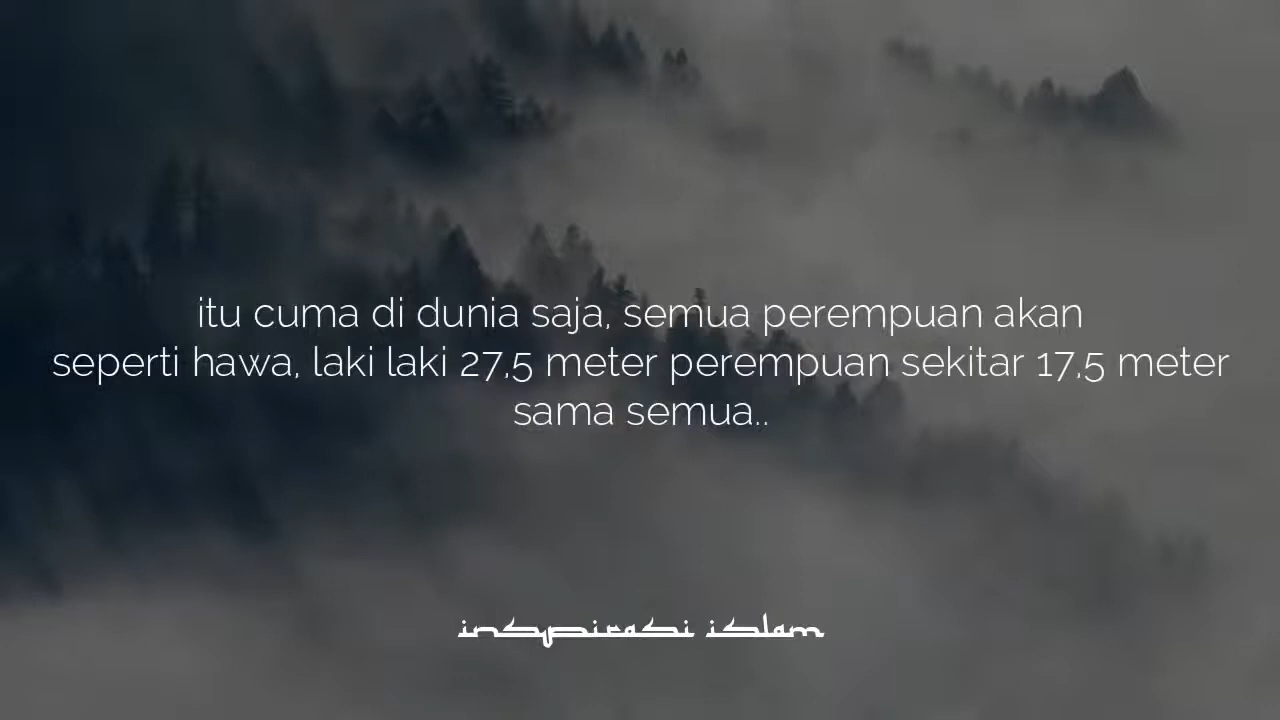 itu cuma di dunia saja, semua perempuan akan
seperti hawa, laki laki 27,5 meter perempuan sekitar 17,5 meter
sama semua..
inspirasi islam